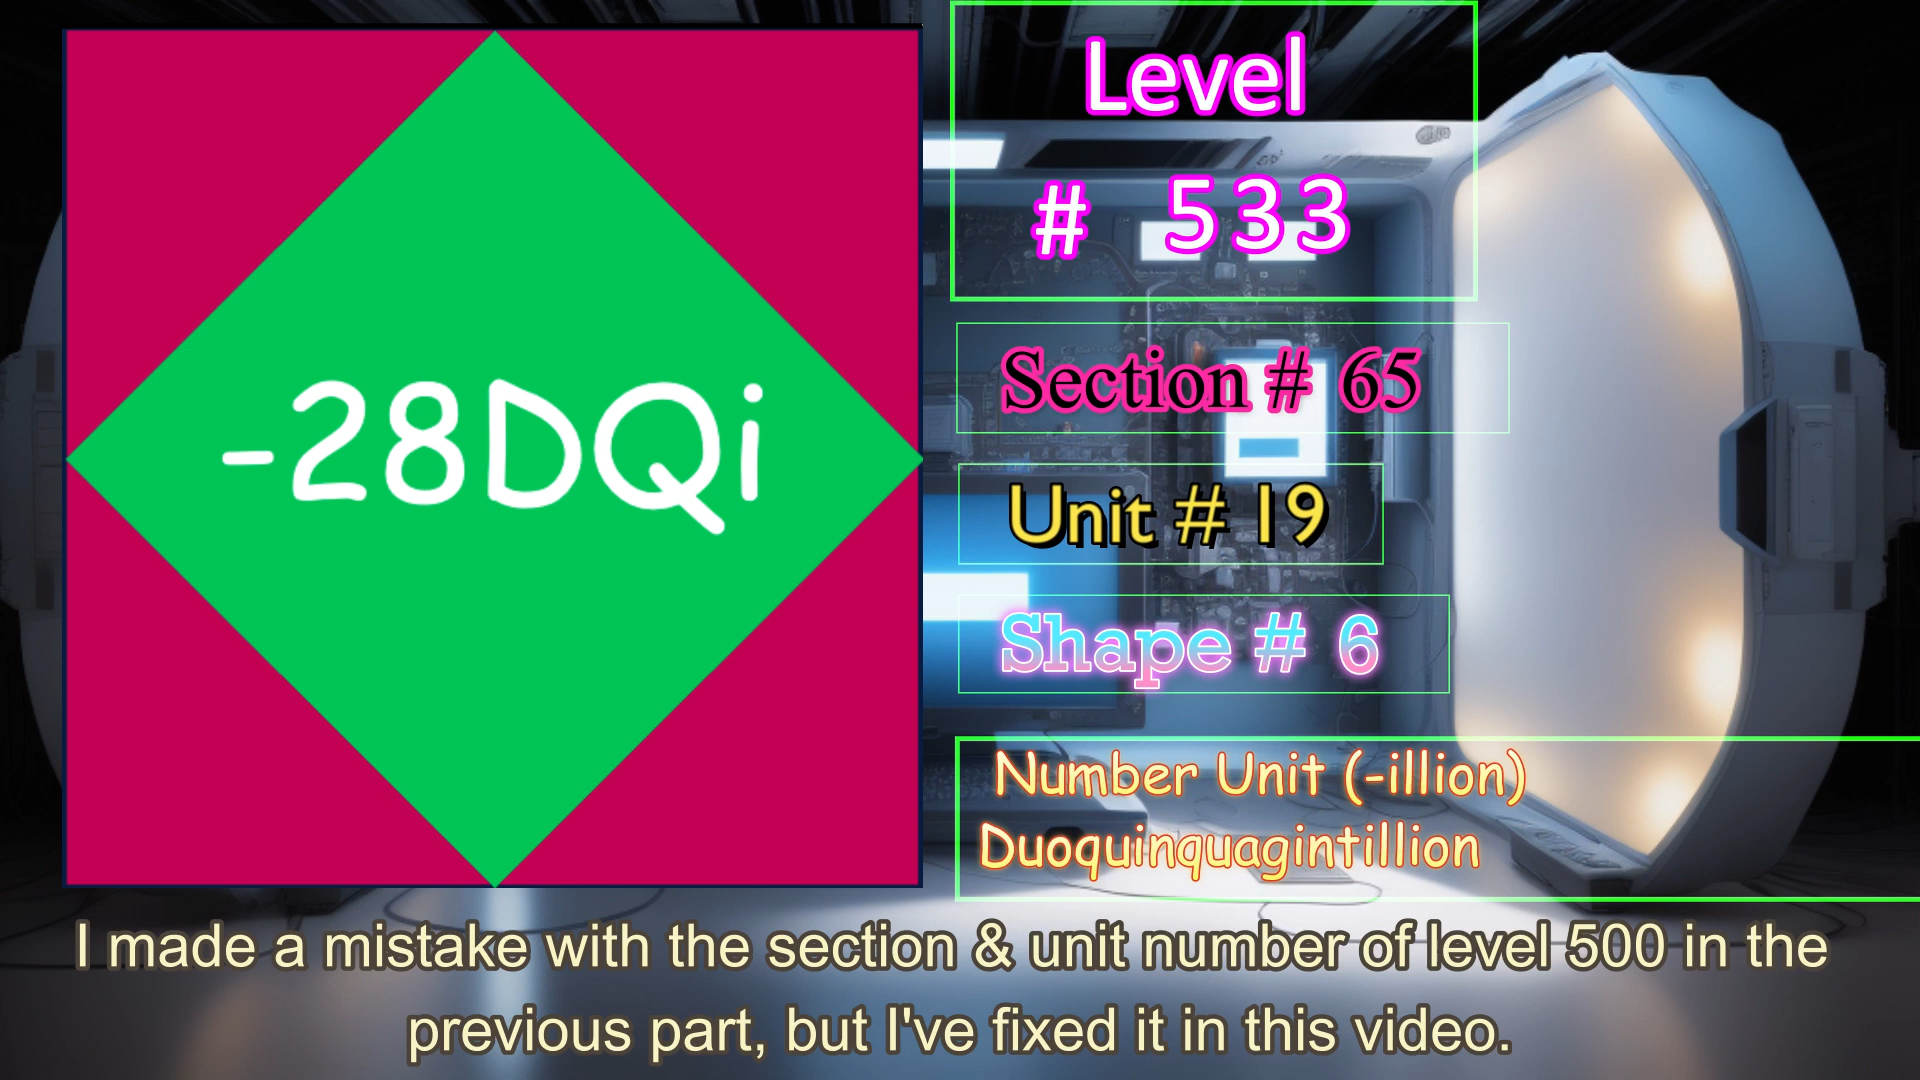 -28DQi
Level
# 533
Section # 65
Unit # 19
Shape # 6
Number Unit (-illion)
Duoquinquagintillion
I made a mistake with the section & unit number of level 500 in the
previous part, but I've fixed it in this video.